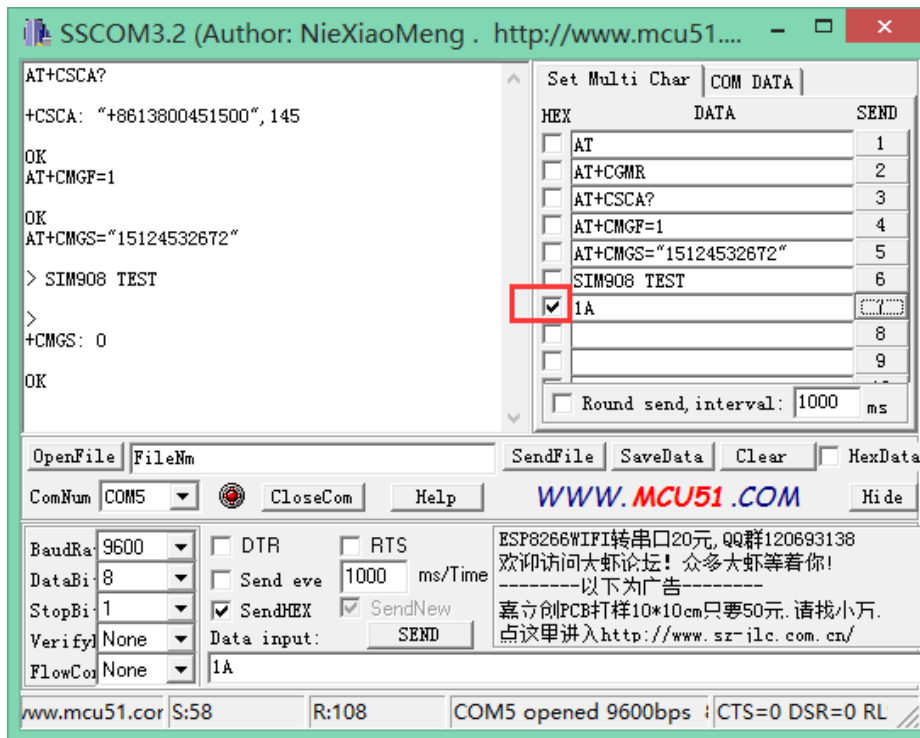 SSCOM3.2 (Author: NieXiaoMeng . http://www.mcu51....
AT+CSCA?
+CSCA: "+8613800451500",145
OK
AT+CMGF=1
OK
AT+CMGS="15124532672"
> SIM908 TEST
>
+CMGS: 0
OK
Set Multi Char COM DATA
HEX DATA SEND
AT 1
AT+CGMR 2
AT+CSCA? 3
AT+CMGF=1 4
AT+CMGS="15124532672" 5
SIM908 TEST 6
1A 7
8
9
Round send, interval: 1000 ms
OpenFile FileNm SendFile SaveData Clear HexData
ComNum COM5 CloseCom Help WWW.MCU51.COM Hide
BaudRa 9600 DTR RTS
DataBi 8 Send eve 1000 ms/Time
StopBi 1 SendHEX SendNew
Verify None Data input: SEND
FlowCo None 1A
ESP8266WIFI转串口20元,QQ群120693138
欢迎访问大虾论坛! 众多大虾等着你!
--------以下为广告--------
嘉立创PCB打样10*10cm只要50元.请找小万.
点这里进入http://www.sz-jlc.com.cn/
www.mcu51.cor S:58 R:108 COM5 opened 9600bps CTS=0 DSR=0 RL